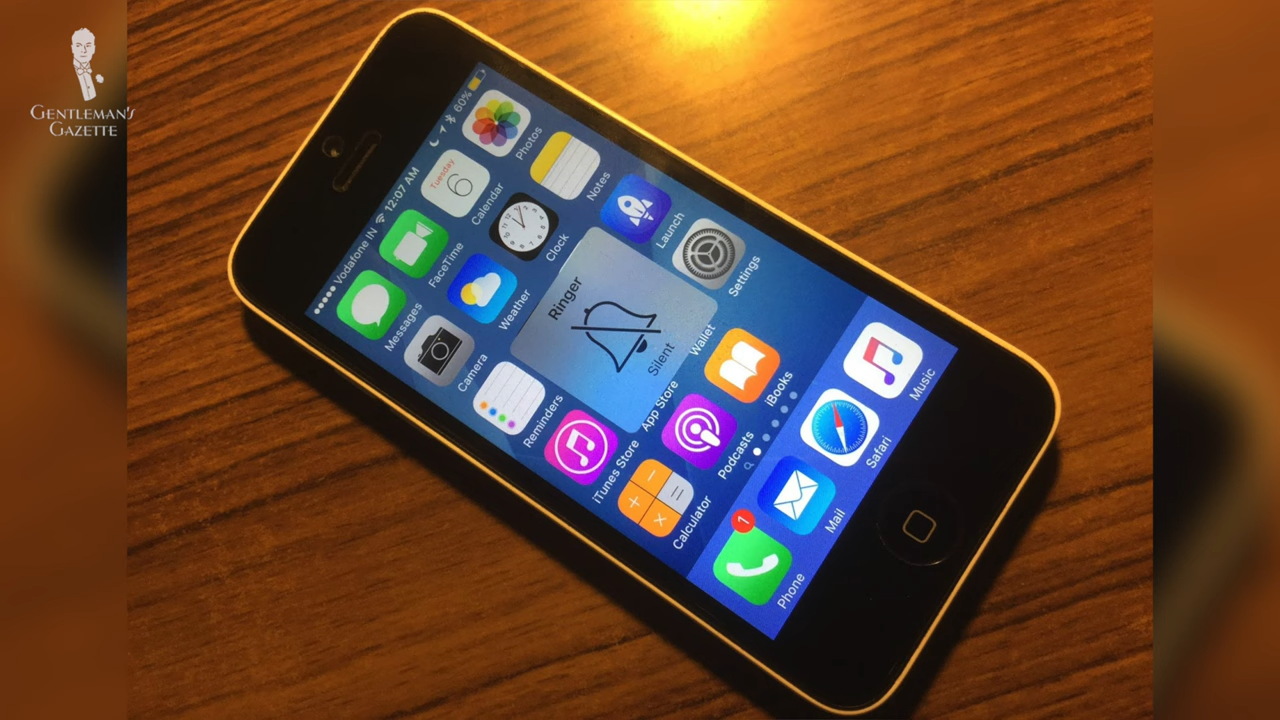 GENTLEMAN'S
GAZETTE
Vodafone IN 12:07 AM 60%
Messages
FaceTime
Tuesday
6
Calendar
Photos
Camera
Weather
Clock
Notes
Reminders
Ringer
Silent
Launch
iTunes Store
App Store
Wallet
Settings
Calculator
Podcasts
iBooks
1
Phone
Mail
Safari
Music